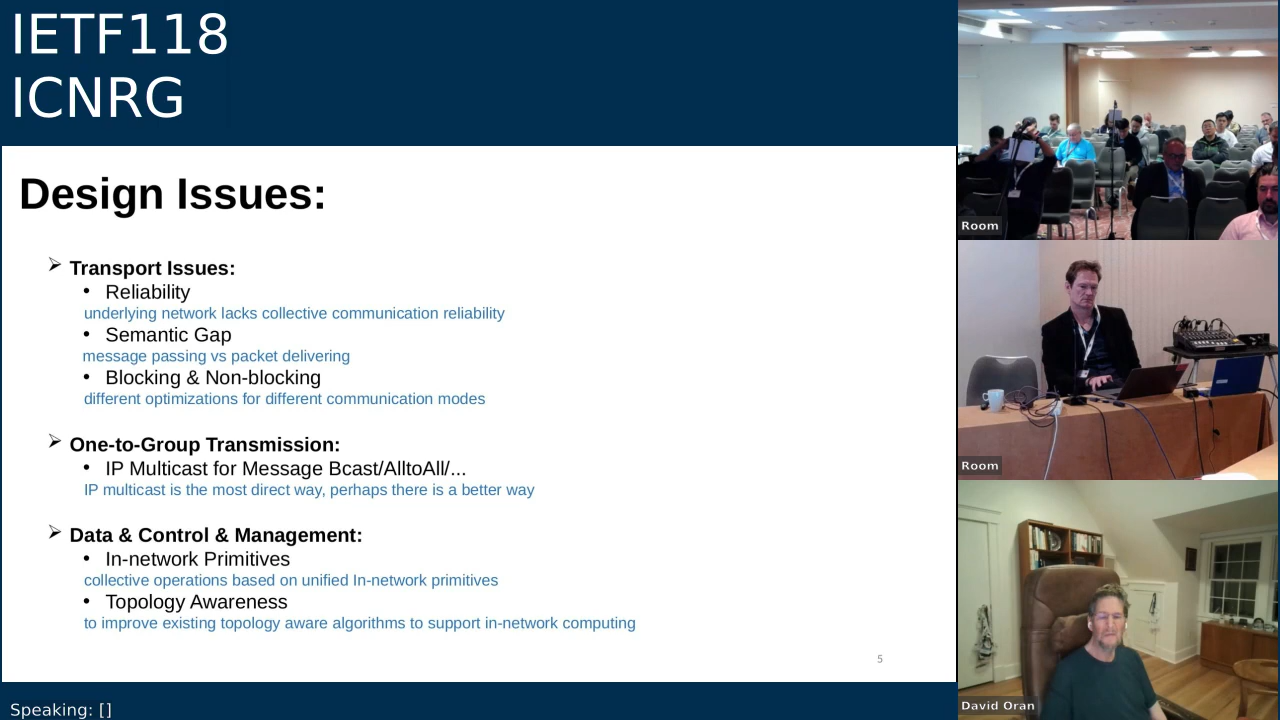 IETF118
ICNRG
Design Issues:
➢ Transport Issues:
• Reliability
underlying network lacks collective communication reliability
• Semantic Gap
message passing vs packet delivering
• Blocking & Non-blocking
different optimizations for different communication modes
➢ One-to-Group Transmission:
• IP Multicast for Message Bcast/AlltoAll/...
IP multicast is the most direct way, perhaps there is a better way
➢ Data & Control & Management:
• In-network Primitives
collective operations based on unified In-network primitives
• Topology Awareness
to improve existing topology aware algorithms to support in-network computing
5
Speaking: []
Room
Room
David Oran